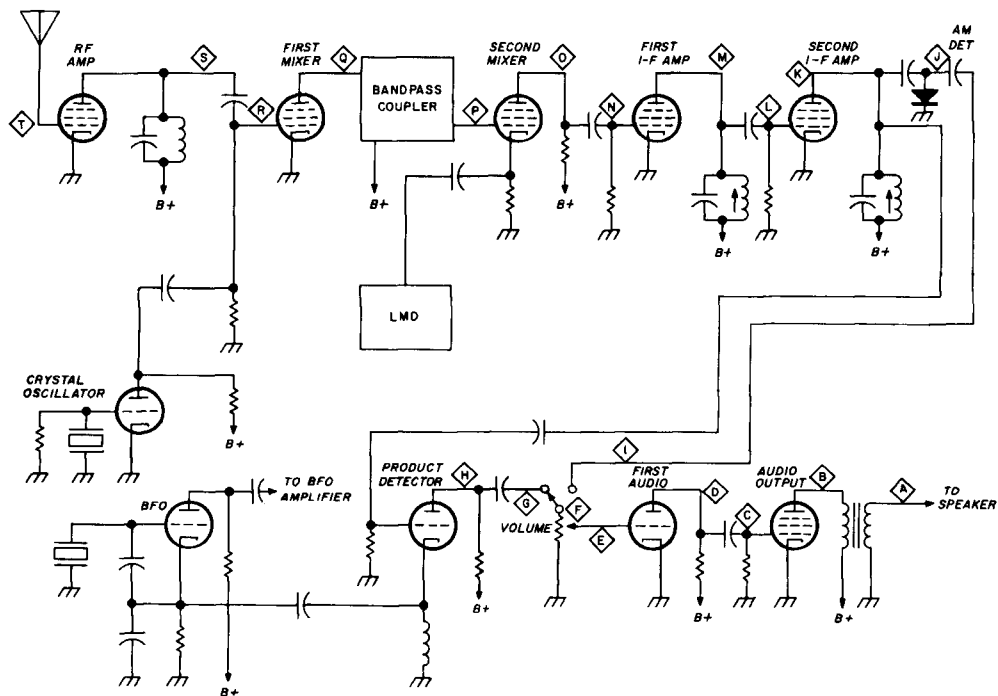 RF
AMP
S
FIRST
MIXER
Q
SECOND
MIXER
O
FIRST
I-F AMP
M
SECOND
I-F AMP
K
J
AM
DET
T
R
BANDPASS
COUPLER
P
N
L
B+
B+
B+
B+
B+
LMD
CRYSTAL
OSCILLATOR
B+
TO BFO
AMPLIFIER
BFO
PRODUCT
DETECTOR
H
G
I
F
VOLUME
E
FIRST
AUDIO
D
C
AUDIO
OUTPUT
B
A
TO
SPEAKER
B+
B+
B+
B+